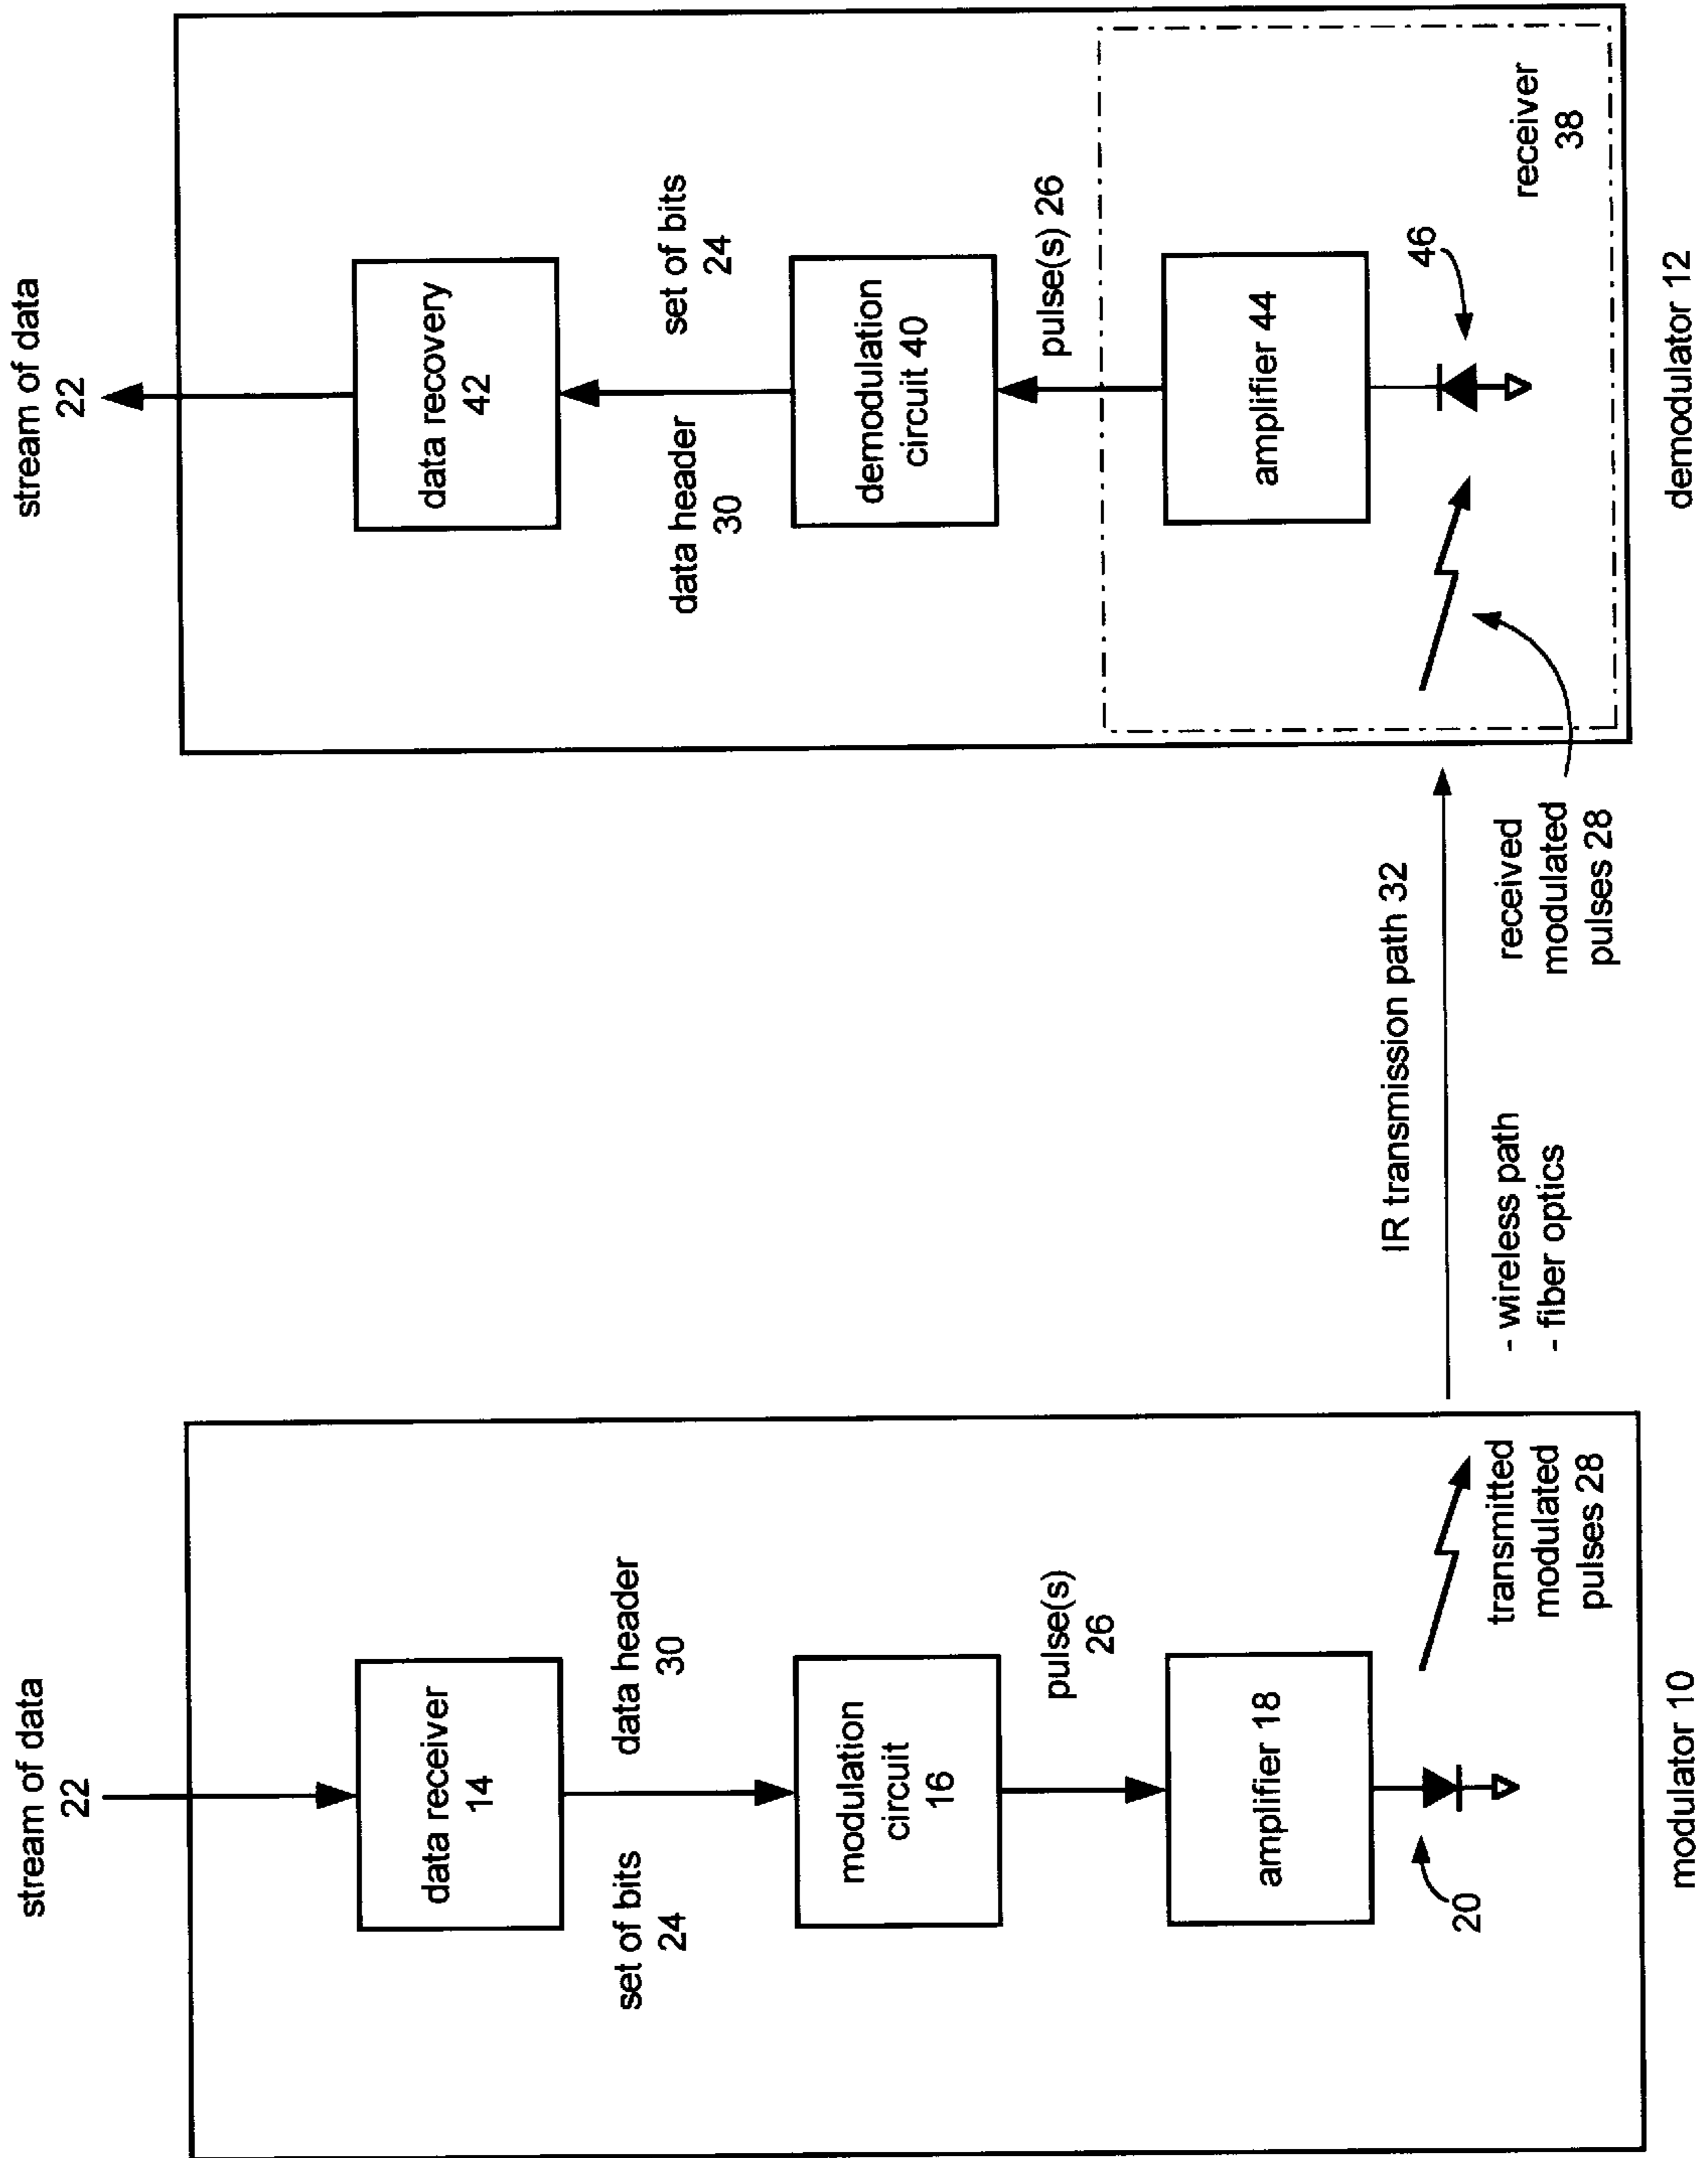 stream of data
22
data receiver
14
set of bits
24
data header
30
modulation
circuit
16
pulse(s)
26
amplifier 18
20
transmitted
modulated
pulses 28
modulator 10
IR transmission path 32
- wireless path
- fiber optics
received
modulated
pulses 28
stream of data
22
data recovery
42
data header
30
set of bits
24
demodulation
circuit 40
pulse(s) 26
amplifier 44
46
receiver
38
demodulator 12